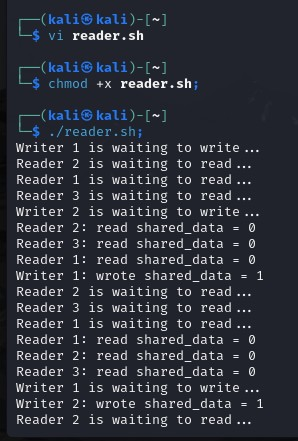 ┌──(kali㉿kali)-[~]
└─$ vi reader.sh
┌──(kali㉿kali)-[~]
└─$ chmod +x reader.sh;
┌──(kali㉿kali)-[~]
└─$ ./reader.sh;
Writer 1 is waiting to write...
Reader 2 is waiting to read...
Reader 1 is waiting to read...
Reader 3 is waiting to read...
Writer 2 is waiting to write...
Reader 2: read shared_data = 0
Reader 3: read shared_data = 0
Reader 1: read shared_data = 0
Writer 1: wrote shared_data = 1
Reader 2 is waiting to read...
Reader 3 is waiting to read...
Reader 1 is waiting to read...
Reader 1: read shared_data = 0
Reader 2: read shared_data = 0
Reader 3: read shared_data = 0
Writer 1 is waiting to write...
Writer 2: wrote shared_data = 1
Reader 2 is waiting to read...